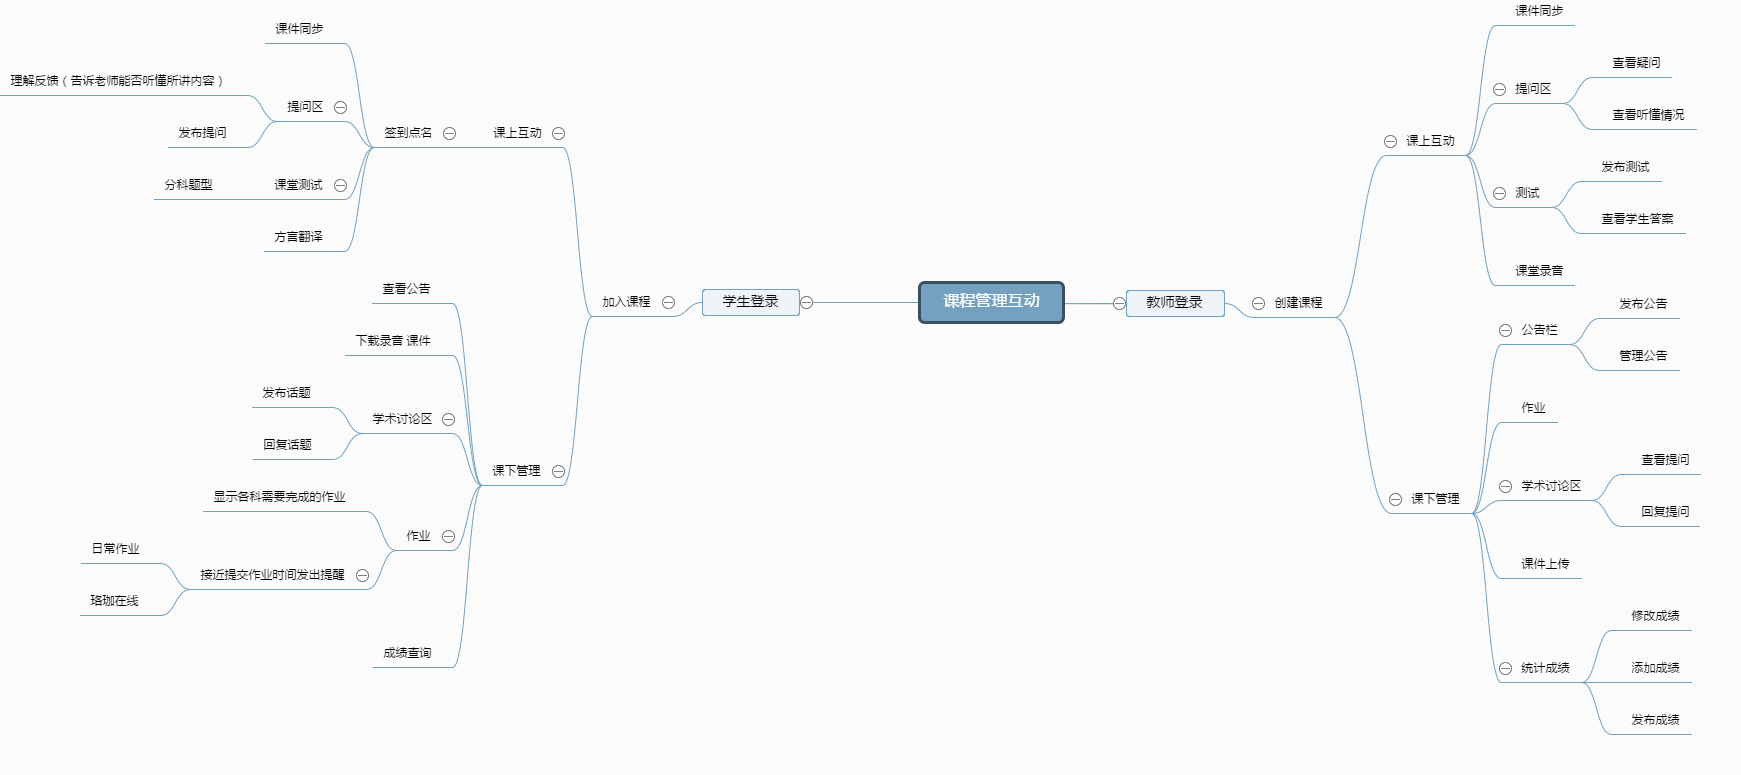 课程管理互动
学生登录
加入课程
课上互动
签到点名
课件同步
提问区
理解反馈（告诉老师能否听懂所讲内容）
发布提问
课堂测试
分科题型
方言翻译
课下管理
查看公告
下载录音 课件
学术讨论区
发布话题
回复话题
作业
显示各科需要完成的作业
接近提交作业时间发出提醒
日常作业
珞珈在线
成绩查询
教师登录
创建课程
课上互动
课件同步
提问区
查看疑问
查看听懂情况
测试
发布测试
查看学生答案
课堂录音
课下管理
公告栏
发布公告
管理公告
作业
学术讨论区
查看提问
回复提问
课件上传
统计成绩
修改成绩
添加成绩
发布成绩